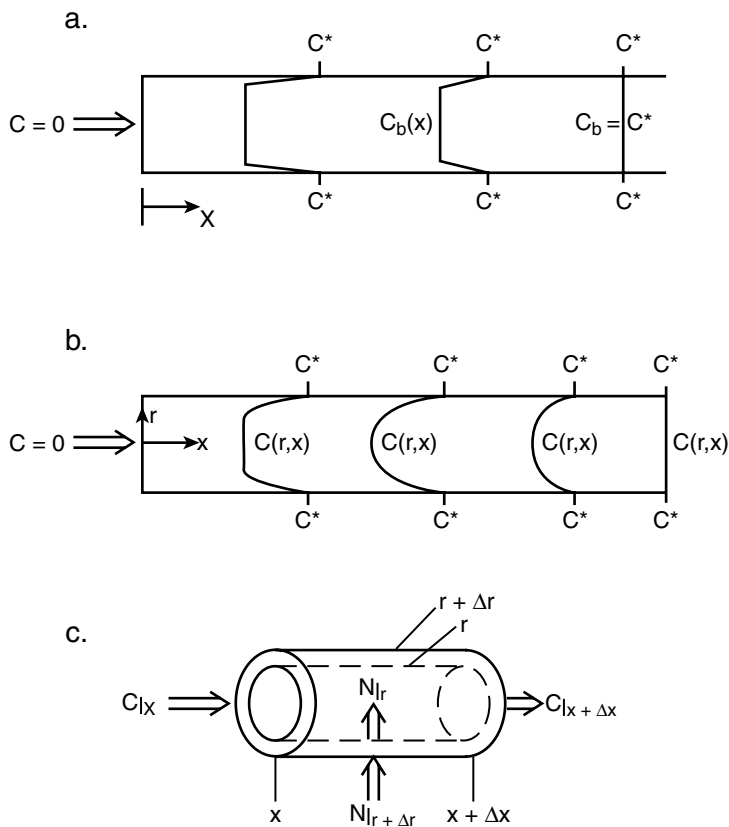 a.
C* C* C*
C = 0 C_b(x) C_b = C*
C* C* C*
X
b.
C* C* C* C*
r
C = 0 x C(r,x) C(r,x) C(r,x) C(r,x)
C* C* C* C*
c.
r + Δr
r
C|X N|r C|x + Δx
x N|r + Δr x + Δx